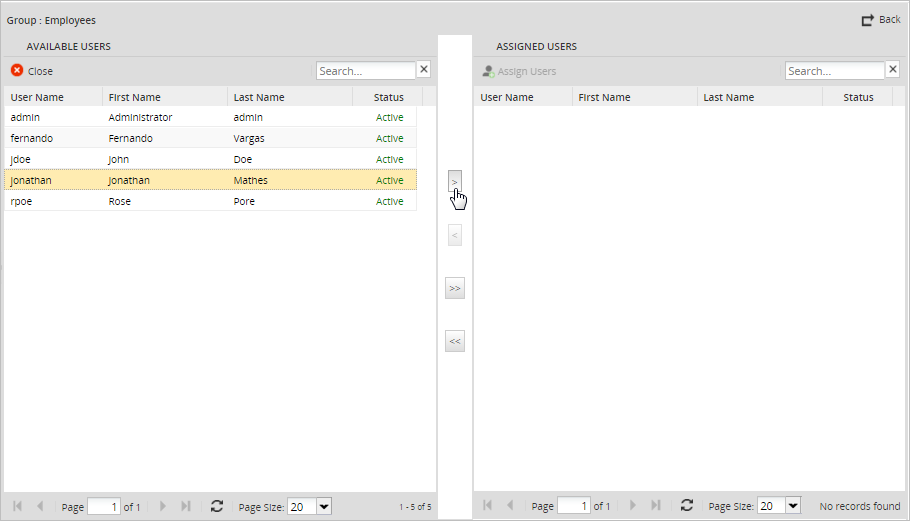 Group : Employees
Back
AVAILABLE USERS
Close
Search...
User Name First Name Last Name Status
admin Administrator admin Active
fernando Fernando Vargas Active
jdoe John Doe Active
jonathan Jonathan Mathes Active
rpoe Rose Pore Active
Page 1 of 1 Page Size: 20 1 - 5 of 5
>
<
>>
<<
ASSIGNED USERS
Assign Users
Search...
User Name First Name Last Name Status
Page 1 of 1 Page Size: 20 No records found